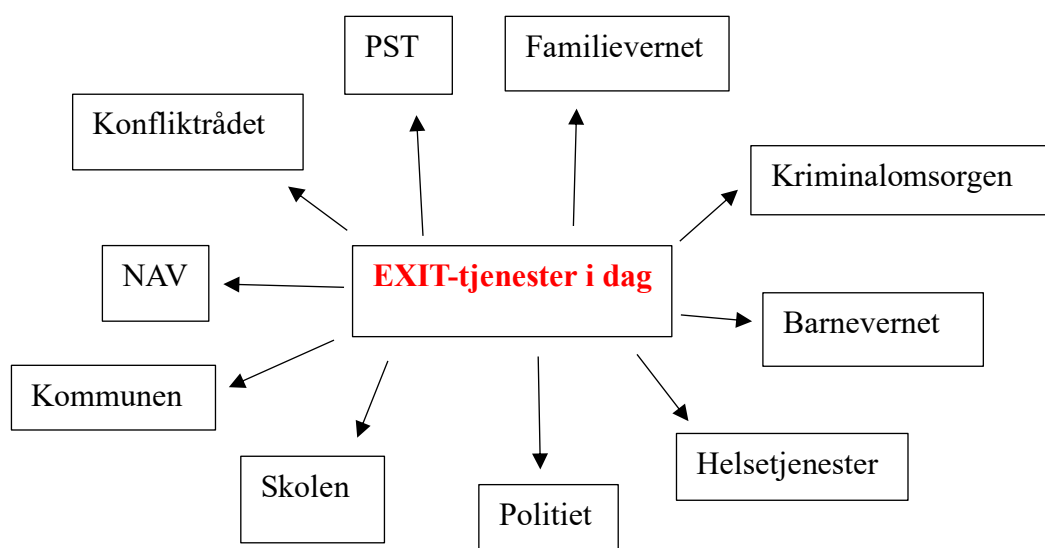 PST
Familievernet
Konfliktrådet
Kriminalomsorgen
NAV
EXIT-tjenester i dag
Barnevernet
Kommunen
Helsetjenester
Skolen
Politiet